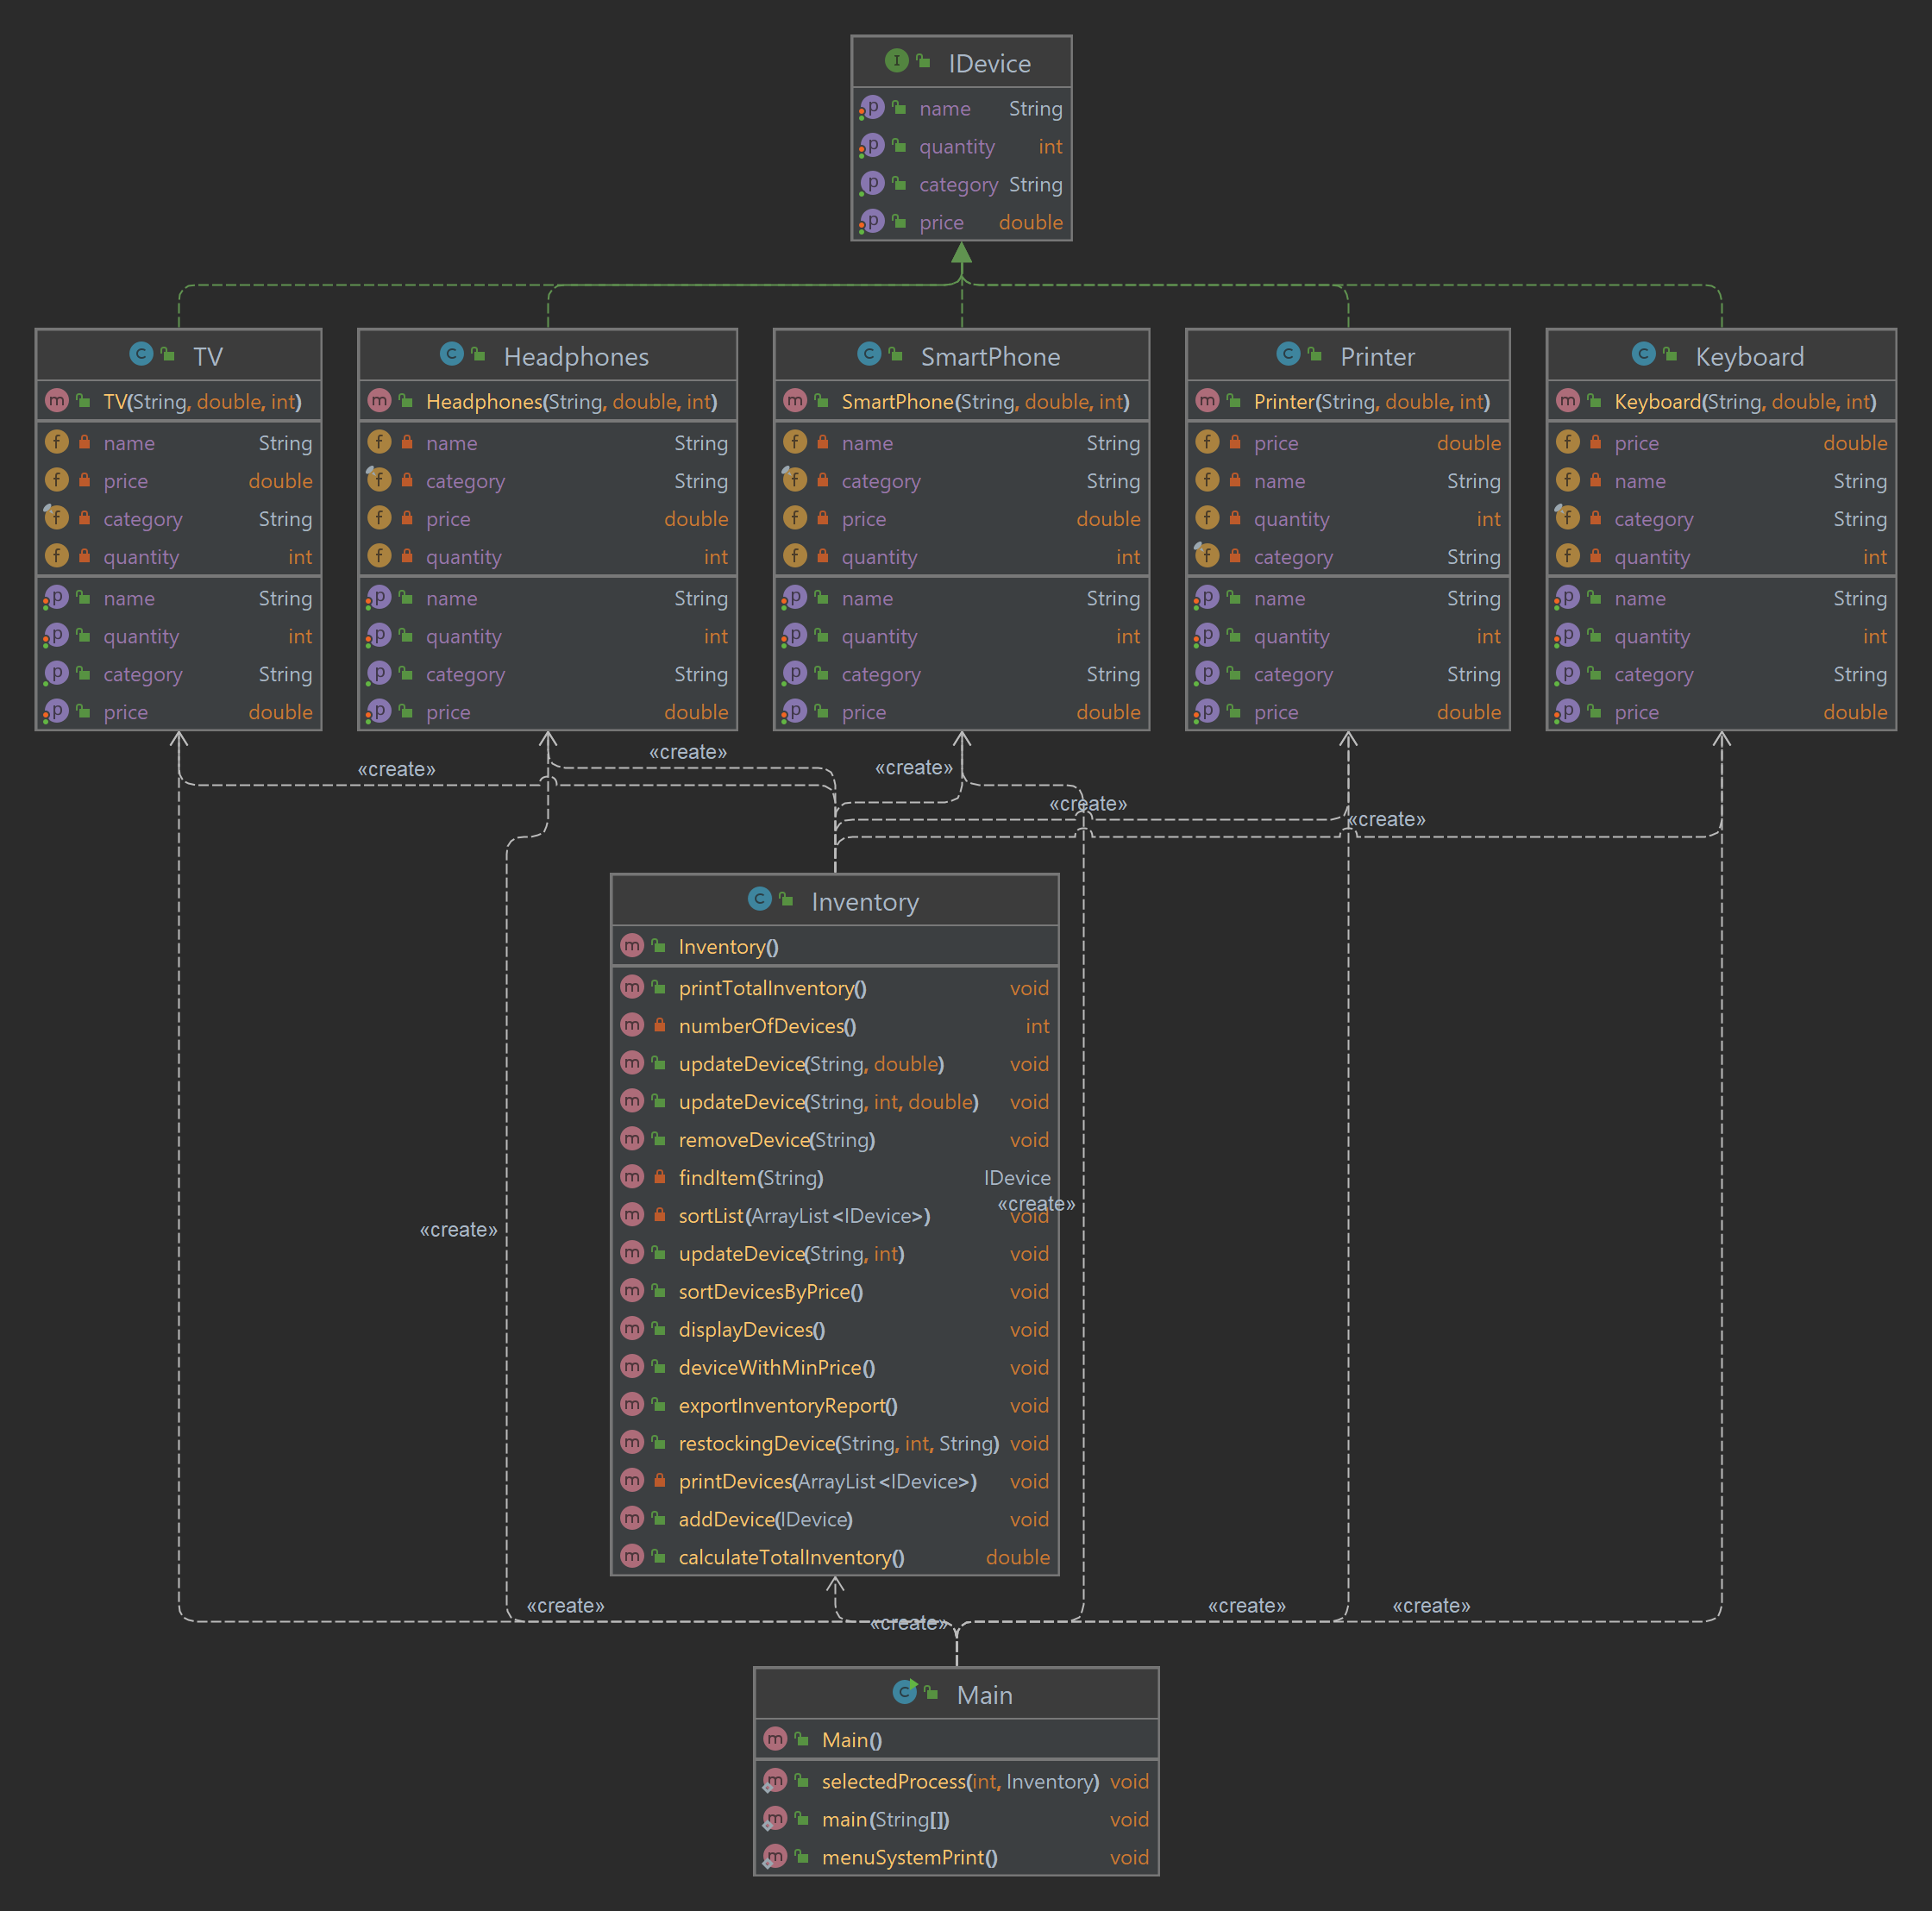 IDevice
name String
quantity int
category String
price double
TV
TV(String, double, int)
name String
price double
category String
quantity int
name String
quantity int
category String
price double
Headphones
Headphones(String, double, int)
name String
category String
price double
quantity int
name String
quantity int
category String
price double
SmartPhone
SmartPhone(String, double, int)
name String
category String
price double
quantity int
name String
quantity int
category String
price double
Printer
Printer(String, double, int)
price double
name String
quantity int
category String
name String
quantity int
category String
price double
Keyboard
Keyboard(String, double, int)
price double
name String
category String
quantity int
name String
quantity int
category String
price double
«create»
«create»
«create»
«create»
«create»
Inventory
Inventory()
printTotalInventory() void
numberOfDevices() int
updateDevice(String, double) void
updateDevice(String, int, double) void
removeDevice(String) void
findItem(String) IDevice
sortList(ArrayList<IDevice>) void
updateDevice(String, int) void
sortDevicesByPrice() void
displayDevices() void
deviceWithMinPrice() void
exportInventoryReport() void
restockingDevice(String, int, String) void
printDevices(ArrayList<IDevice>) void
addDevice(IDevice) void
calculateTotalInventory() double
«create»
«create»
«create»
«create»
«create»
«create»
Main
Main()
selectedProcess(int, Inventory) void
main(String[]) void
menuSystemPrint() void